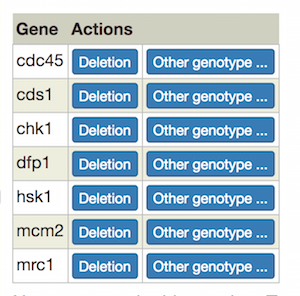 Gene Actions
cdc45 Deletion Other genotype ...
cds1 Deletion Other genotype ...
chk1 Deletion Other genotype ...
dfp1 Deletion Other genotype ...
hsk1 Deletion Other genotype ...
mcm2 Deletion Other genotype ...
mrc1 Deletion Other genotype ...